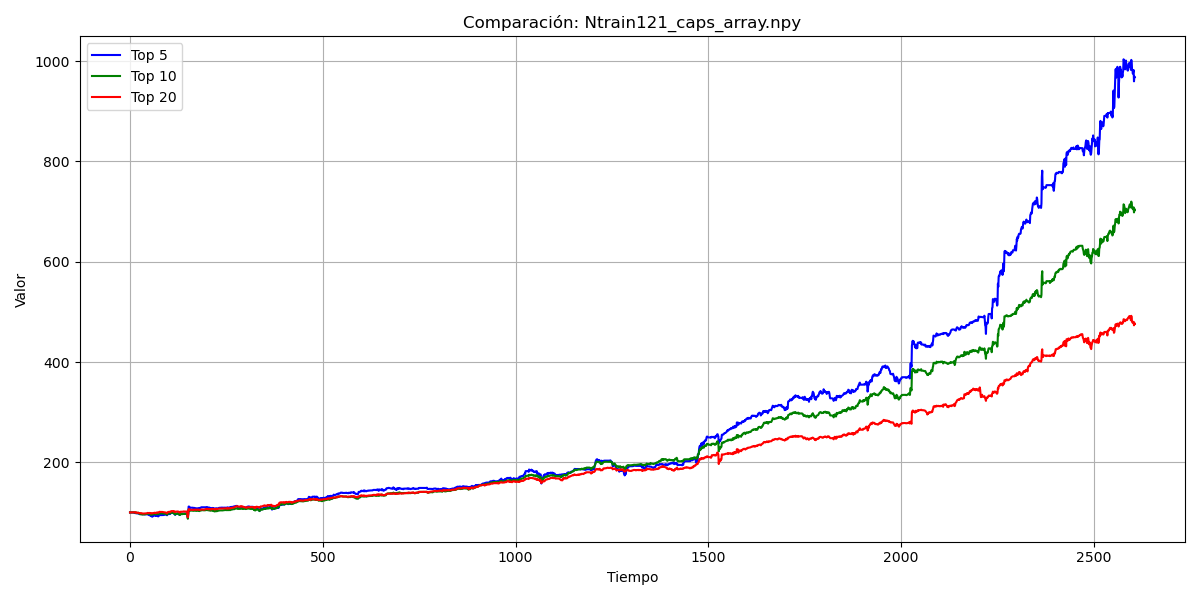 Comparación: Ntrain121_caps_array.npy
Top 5
Top 10
Top 20
1000
800
600
400
200
Valor
0
500
1000
1500
2000
2500
Tiempo